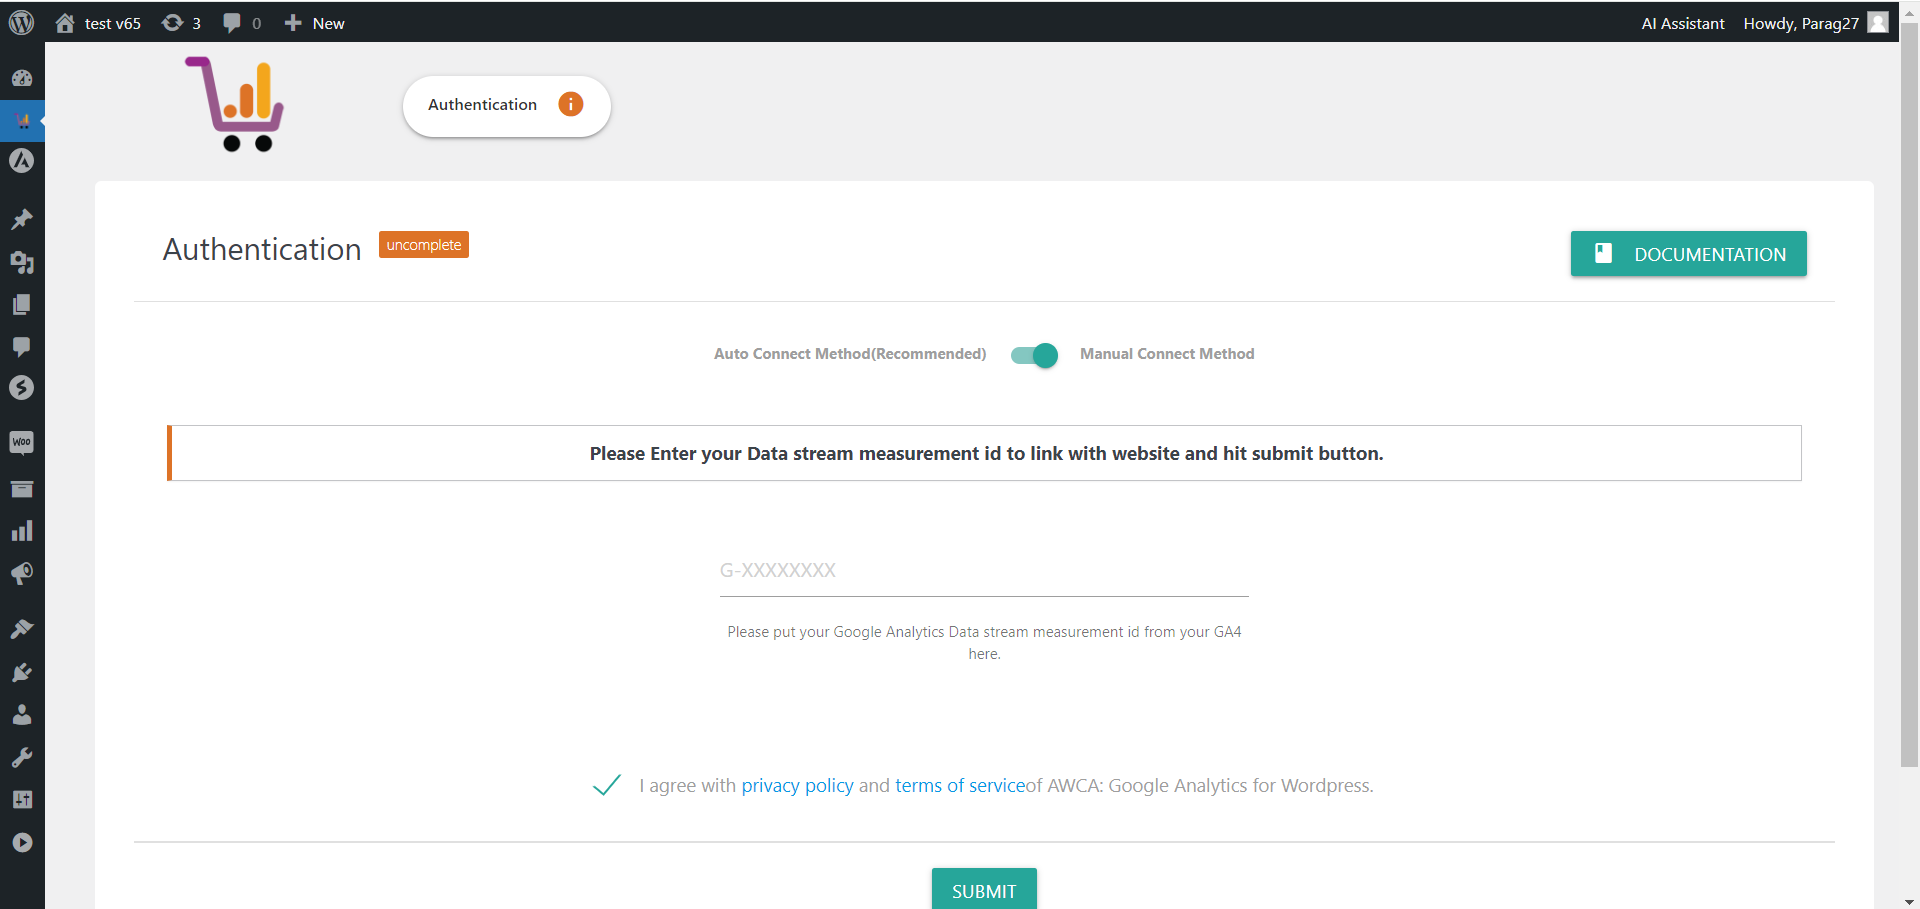 test v65
3
0
New
AI Assistant
Howdy, Parag27
Authentication
i
Authentication
uncomplete
DOCUMENTATION
Auto Connect Method(Recommended)
Manual Connect Method
Woo
Please Enter your Data stream measurement id to link with website and hit submit button.
G-XXXXXXXX
Please put your Google Analytics Data stream measurement id from your GA4
here.
I agree with privacy policy and terms of serviceof AWCA: Google Analytics for Wordpress.
SUBMIT